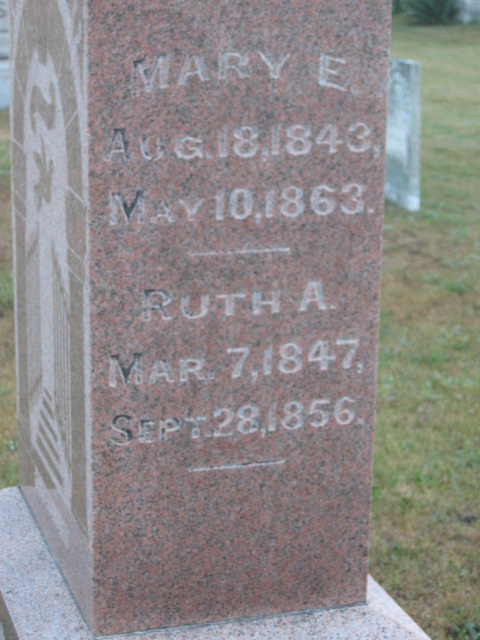 MARY E.
AUG. 18, 1843,
MAY 10, 1863.
RUTH A.
MAR. 7, 1847,
SEPT. 28, 1856.